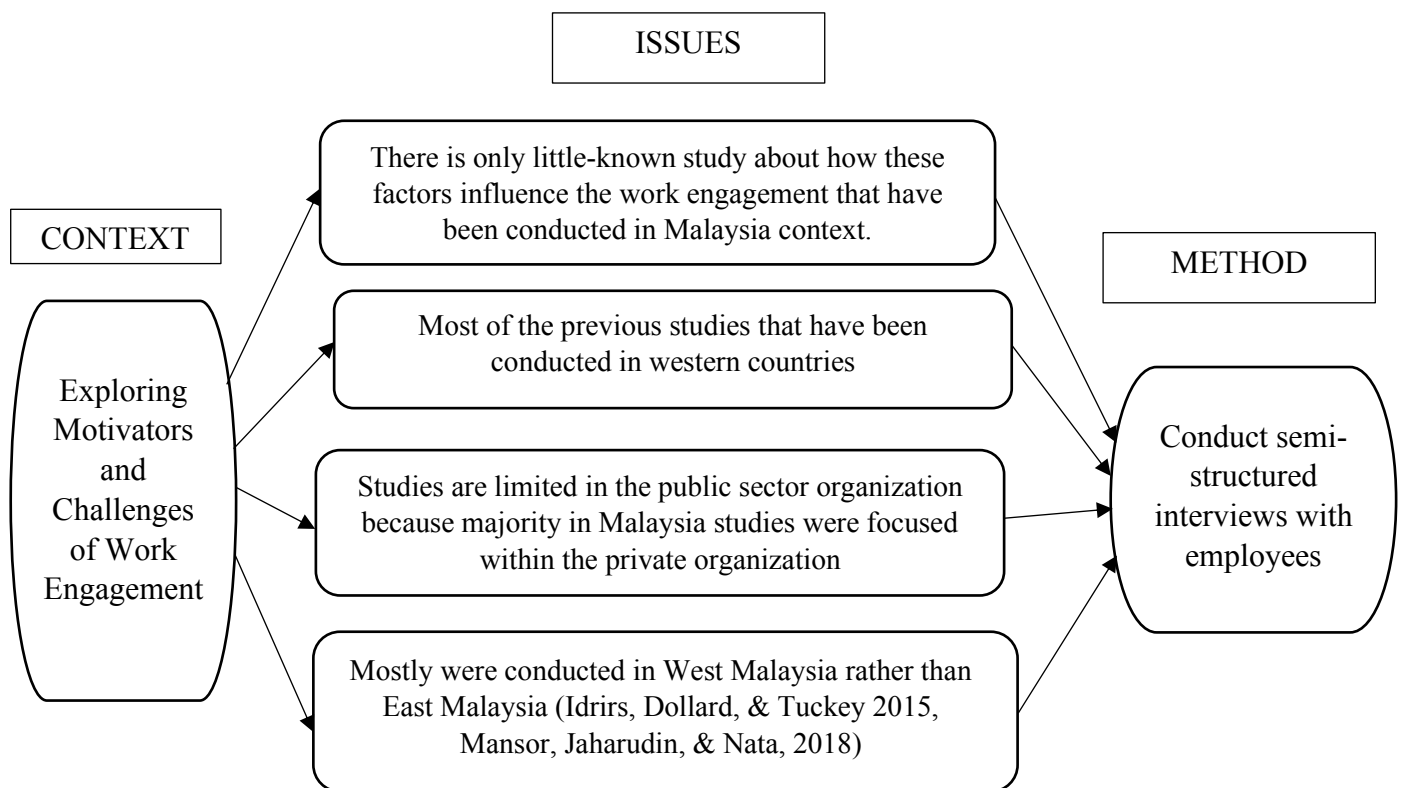 ISSUES
CONTEXT
METHOD
Exploring
Motivators
and
Challenges
of Work
Engagement
There is only little-known study about how these
factors influence the work engagement that have
been conducted in Malaysia context.
Most of the previous studies that have been
conducted in western countries
Studies are limited in the public sector organization
because majority in Malaysia studies were focused
within the private organization
Mostly were conducted in West Malaysia rather than
East Malaysia (Idrirs, Dollard, & Tuckey 2015,
Mansor, Jaharudin, & Nata, 2018)
Conduct semi-
structured
interviews with
employees